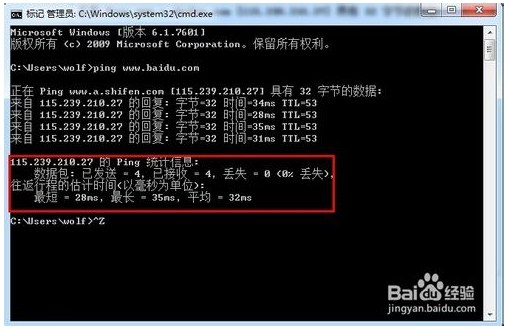 标记 管理员: C:\Windows\system32\cmd.exe
Microsoft Windows [版本 6.1.7601]
版权所有 (c) 2009 Microsoft Corporation。保留所有权利。
C:\Users\wolf>ping www.baidu.com
正在 Ping www.a.shifen.com [115.239.210.27] 具有 32 字节的数据:
来自 115.239.210.27 的回复: 字节=32 时间=34ms TTL=53
来自 115.239.210.27 的回复: 字节=32 时间=28ms TTL=53
来自 115.239.210.27 的回复: 字节=32 时间=35ms TTL=53
来自 115.239.210.27 的回复: 字节=32 时间=31ms TTL=53
115.239.210.27 的 Ping 统计信息:
数据包: 已发送 = 4, 已接收 = 4, 丢失 = 0 (0% 丢失),
往返行程的估计时间(以毫秒为单位):
最短 = 28ms, 最长 = 35ms, 平均 = 32ms
C:\Users\wolf>^Z
Baidu经验
jingyan.baidu.com